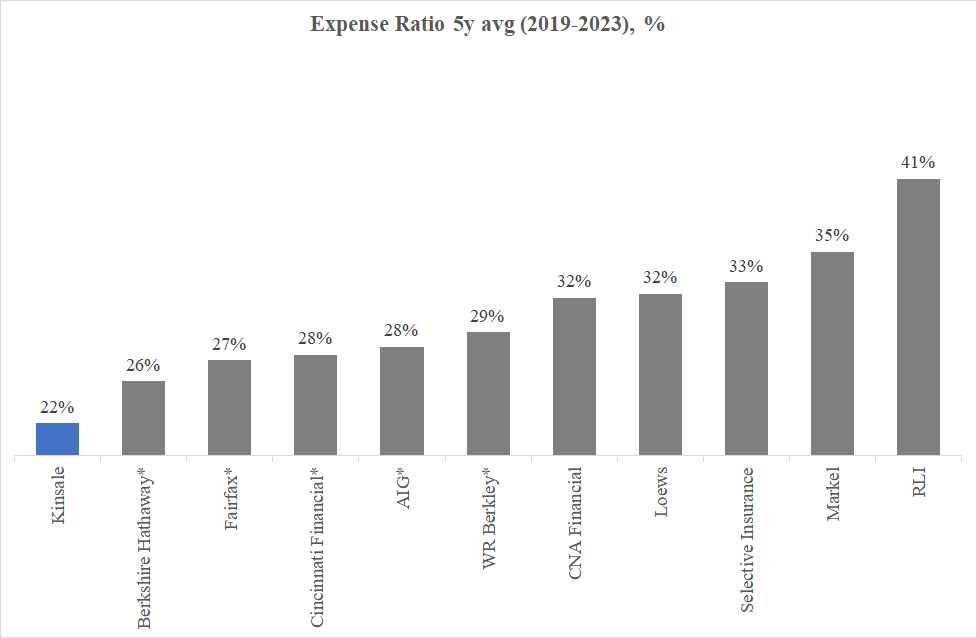 Expense Ratio 5y avg (2019-2023), %
22%
26%
27%
28%
28%
29%
32%
32%
33%
35%
41%
Kinsale
Berkshire Hathaway*
Fairfax*
Cincinnati Financial*
AIG*
WR Berkley*
CNA Financial
Loews
Selective Insurance
Markel
RLI